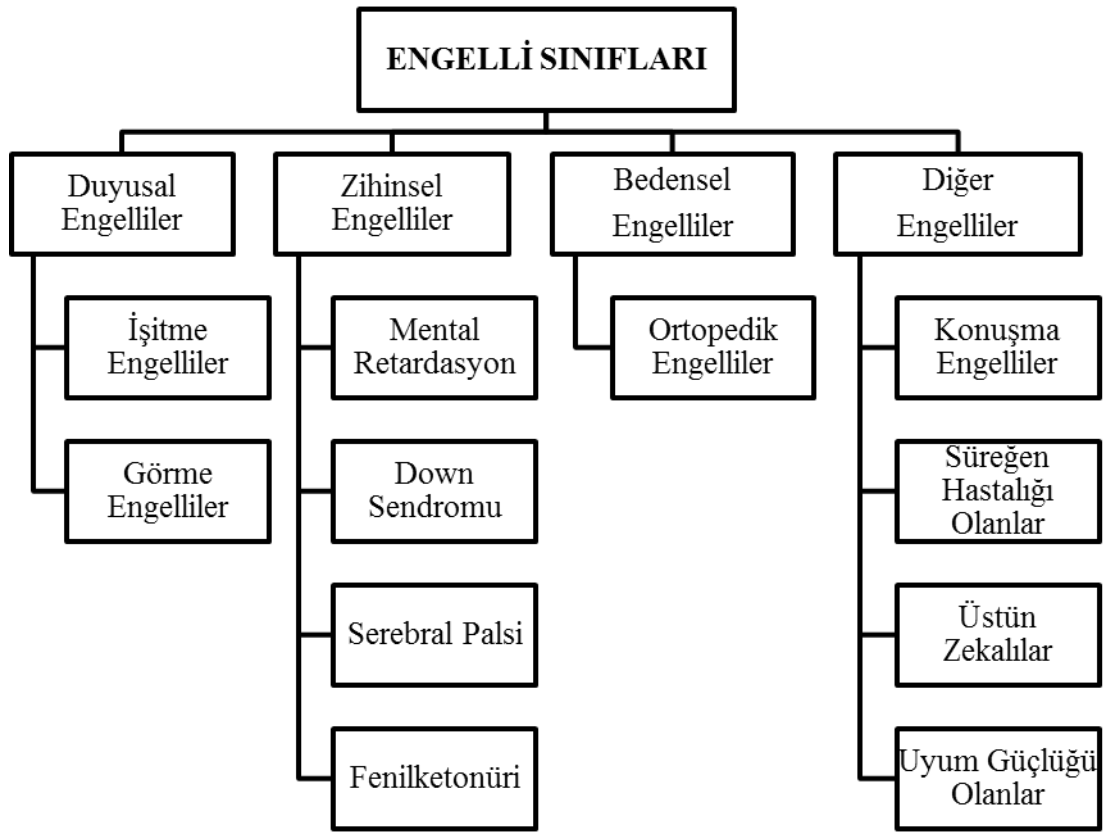 ENGELLİ SINIFLARI
Duyusal
Engelliler
Zihinsel
Engelliler
Bedensel
Engelliler
Diğer
Engelliler
İşitme
Engelliler
Görme
Engelliler
Mental
Retardasyon
Down
Sendromu
Serebral Palsi
Fenilketonüri
Ortopedik
Engelliler
Konuşma
Engelliler
Süreğen
Hastalığı
Olanlar
Üstün
Zekalılar
Uyum Güçlüğü
Olanlar